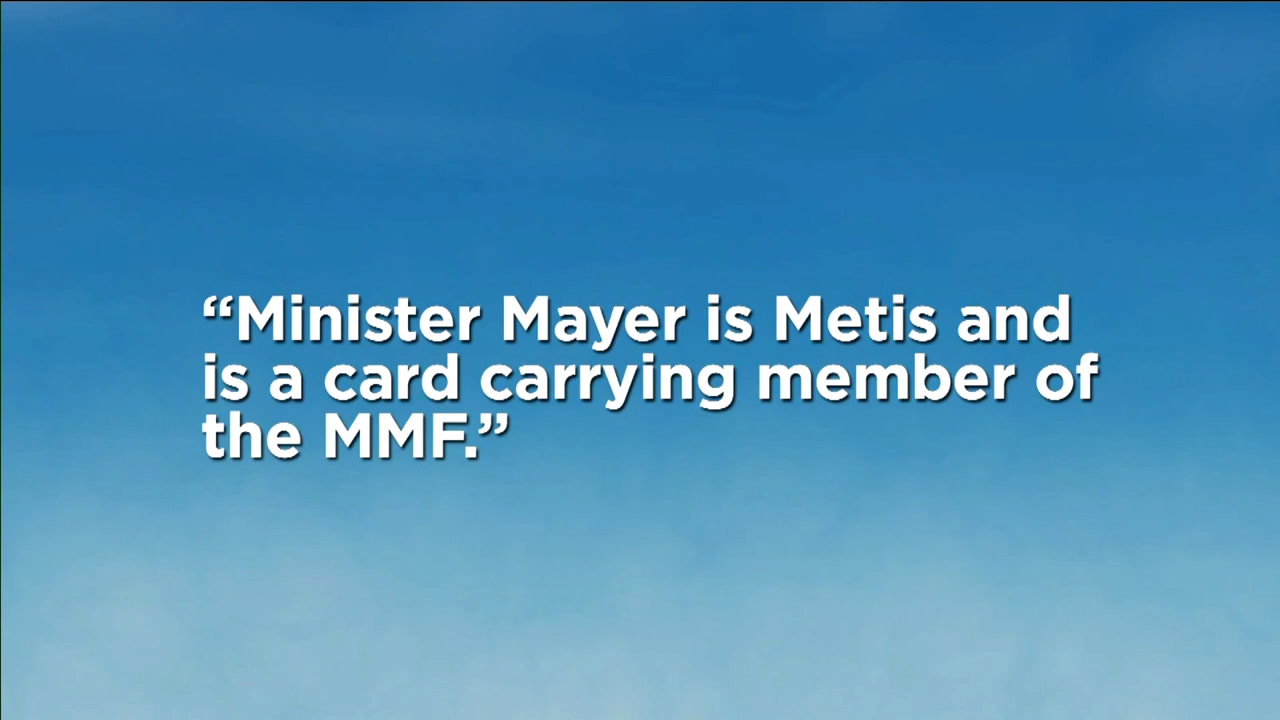 “Minister Mayer is Metis and
is a card carrying member of
the MMF.”